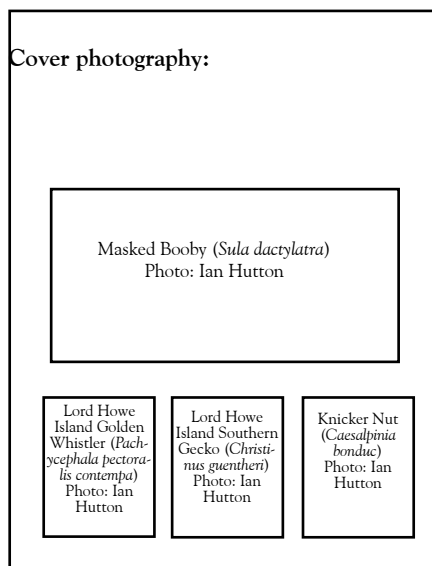 Cover photography:
Masked Booby (Sula dactylatra)
Photo: Ian Hutton
Lord Howe
Island Golden
Whistler (Pach-
ycephala pectora-
lis contempa)
Photo: Ian
Hutton
Lord Howe
Island Southern
Gecko (Christi-
nus guentheri)
Photo: Ian
Hutton
Knicker Nut
(Caesalpinia
bonduc)
Photo: Ian
Hutton